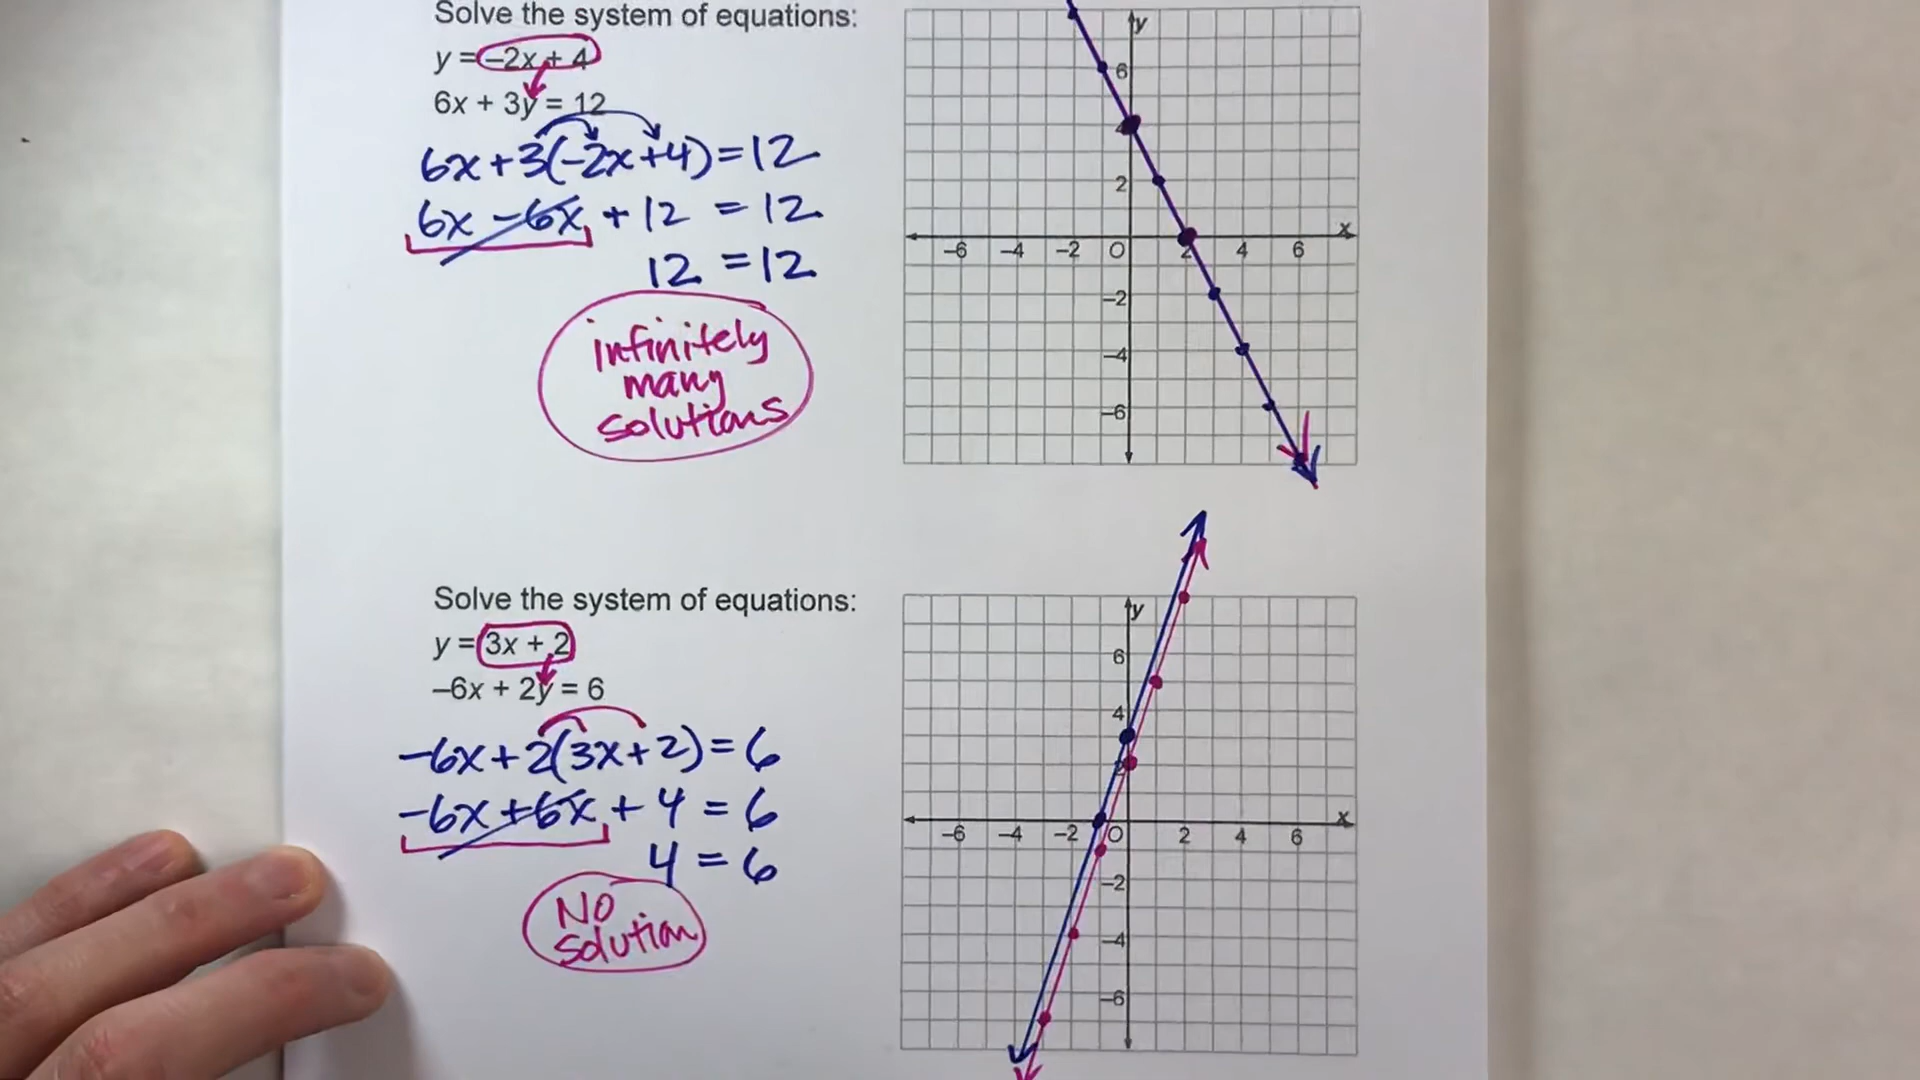 Solve the system of equations:
y = -2x + 4
6x + 3y = 12
6x + 3(-2x+4) = 12
6x - 6x + 12 = 12
12 = 12
infinitely
many
solutions
y
6
4
2
-6 -4 -2 O 2 4 6 x
-2
-4
-6
Solve the system of equations:
y = 3x + 2
-6x + 2y = 6
-6x + 2(3x + 2) = 6
-6x + 6x + 4 = 6
4 = 6
No
solution
y
6
4
2
-6 -4 -2 O 2 4 6 x
-2
-4
-6